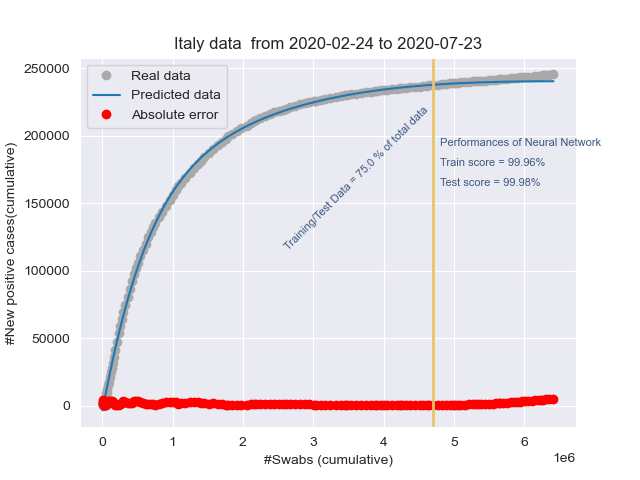 Italy data  from 2020-02-24 to 2020-07-23
250000
200000
150000
100000
50000
0
#New positive cases(cumulative)
Real data
Predicted data
Absolute error
Training/Test Data = 75.0 % of total data
Performances of Neural Network
Train score = 99.96%
Test score = 99.98%
0 1 2 3 4 5 6
1e6
#Swabs (cumulative)